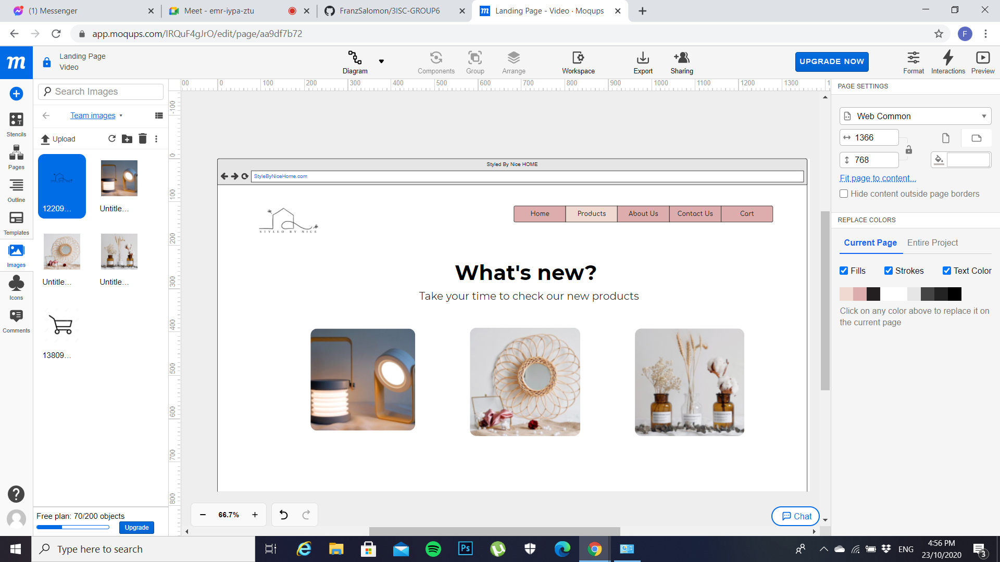 (1) Messenger
Meet - emr-iypa-ztu
FranzSalomon/3ISC-GROUP6
Landing Page - Video · Moqups
app.moqups.com/IRQuF4gJrO/edit/page/aa9df7b72
F
m
Landing Page
Video
Diagram
Components
Group
Arrange
Workspace
Export
Sharing
UPGRADE NOW
Format
Interactions
Preview
Search Images
Team images
Upload
Stencils
Pages
Outline
Templates
Images
Icons
Comments
12209...
Untitle...
Untitle...
Untitle...
13809...
Free plan: 70/200 objects
Upgrade
00 0 100 200 300 400 500 600 700 800 900 1000 1100 1200 1300 1
-100
0
100
200
300
400
500
600
700
800
Styled By Nice HOME
StyleByNiceHome.com
STYLED BY NICE
Home
Products
About Us
Contact Us
Cart
What's new?
Take your time to check our new products
66.7%
Chat
PAGE SETTINGS
Web Common
1366
768
Fit page to content...
Hide content outside page borders
REPLACE COLORS
Current Page
Entire Project
Fills
Strokes
Text Color
Click on any color above to replace it on
the current page
Type here to search
Ps
ENG
4:56 PM
23/10/2020
3